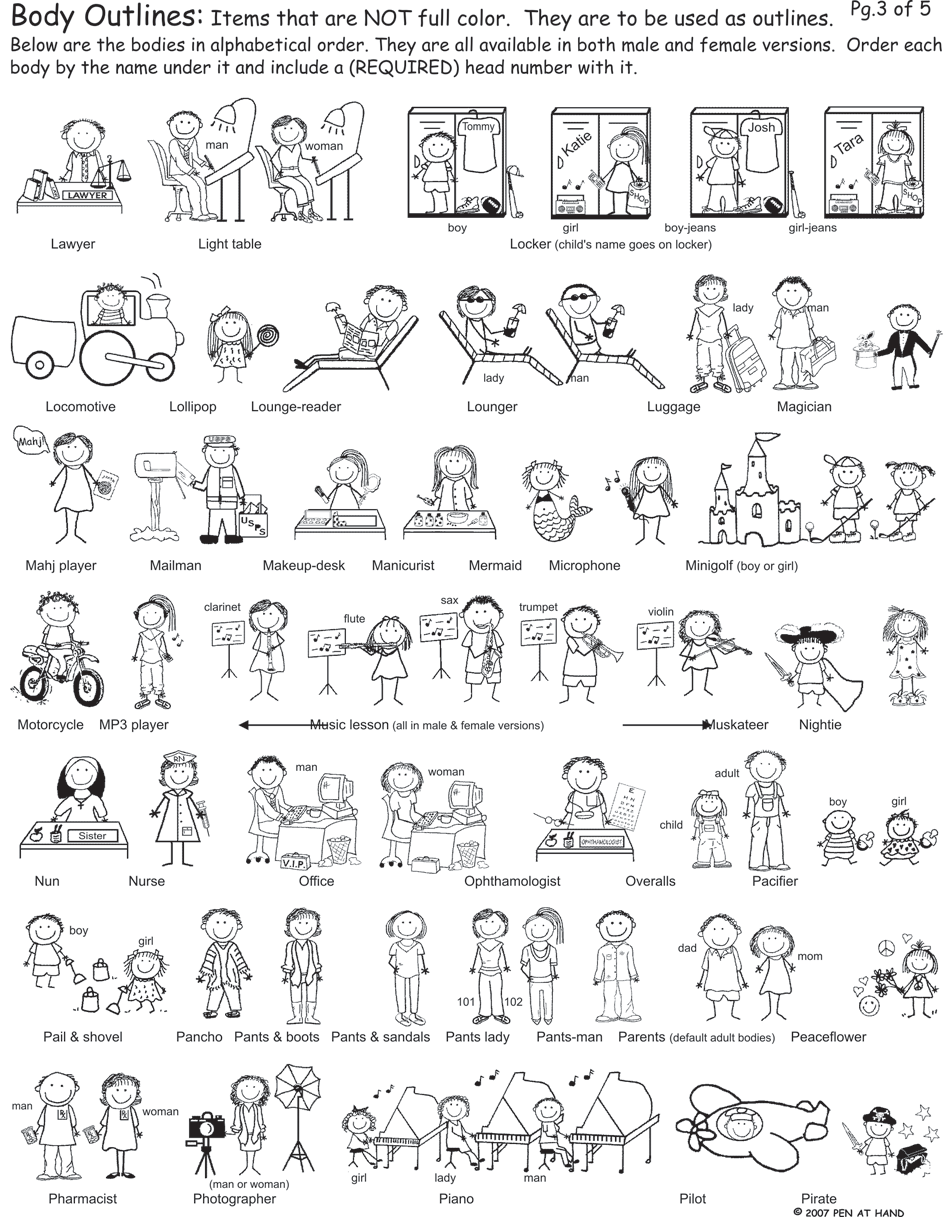 Body Outlines: Items that are NOT full color. They are to be used as outlines. Pg.3 of 5
Below are the bodies in alphabetical order. They are all available in both male and female versions. Order each
body by the name under it and include a (REQUIRED) head number with it.
man woman Tommy Katie Josh Tara
LAWYER SHOP SHOP
boy girl boy-jeans girl-jeans
Lawyer Light table Locker (child's name goes on locker)
lady man
lady man
Locomotive Lollipop Lounge-reader Lounger Luggage Magician
Mahj! USPS
USPS
Mahj player Mailman Makeup-desk Manicurist Mermaid Microphone Minigolf (boy or girl)
clarinet flute sax trumpet violin
Motorcycle MP3 player Music lesson (all in male & female versions) Muskateer Nightie
RN man woman adult
child boy girl
Sister V.I.P. OPHTHAMOLOGIST
Nun Nurse Office Ophthamologist Overalls Pacifier
boy girl dad mom
101 102
Pail & shovel Pancho Pants & boots Pants & sandals Pants lady Pants-man Parents (default adult bodies) Peaceflower
man woman
(man or woman) girl lady man
Pharmacist Photographer Piano Pilot Pirate
© 2007 PEN AT HAND